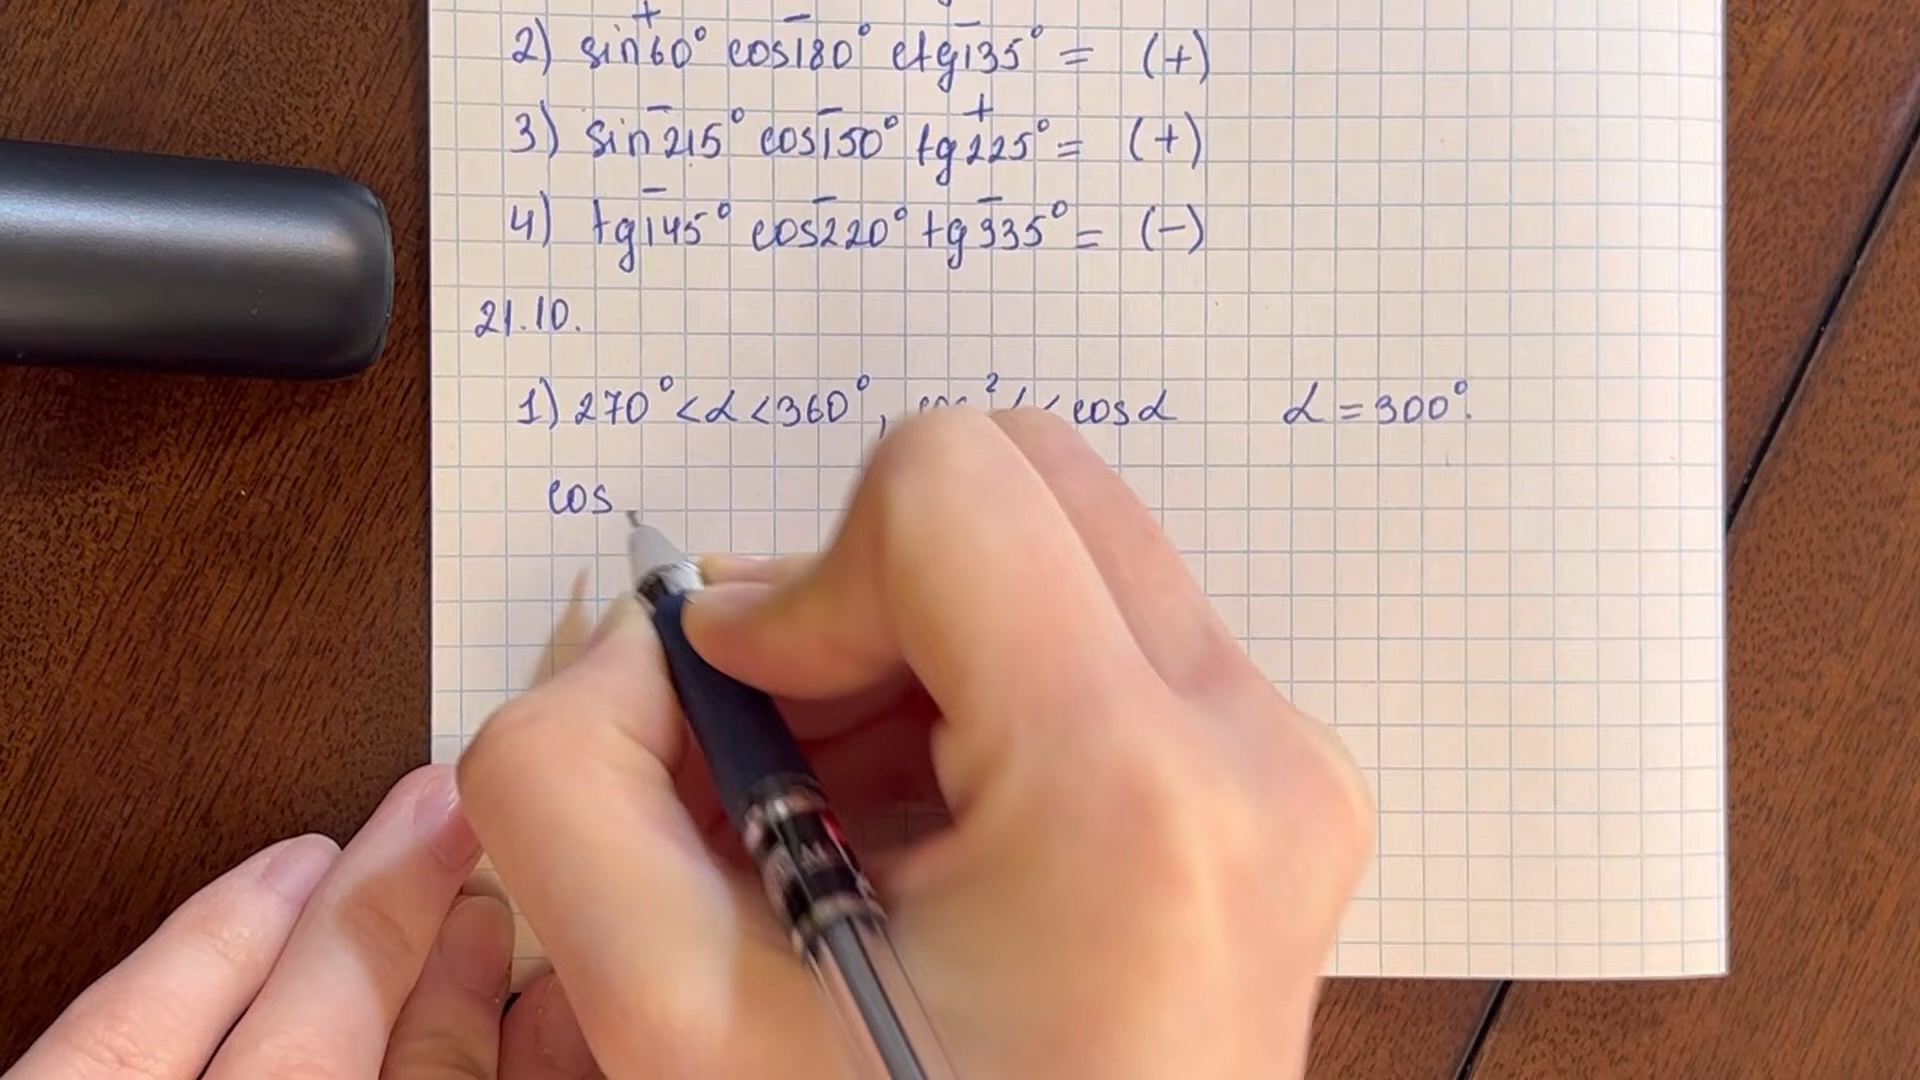 2) sin60° cos180° ctg135° = (+)
3) sin215° cos150° tg225° = (+)
4) tg145° cos220° tg335° = (-)
21.10.
1) 270° < α < 360°, cosα α = 300°.
cos